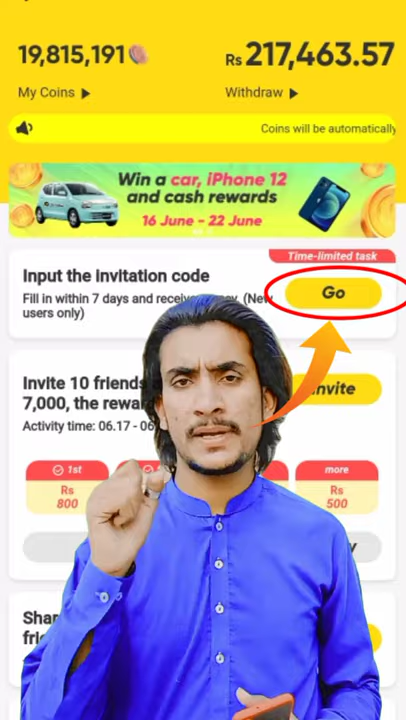 19,815,191
Rs 217,463.57
My Coins
Withdraw
Coins will be automatically
Win a car, iPhone 12
and cash rewards
16 June - 22 June
Time-limited task
Input the invitation code
Fill in within 7 days and receive (New
users only)
Go
Invite 10 friends
7,000, the
Activity time: 06.17 - 06
1st
more
Rs
800
Rs
500